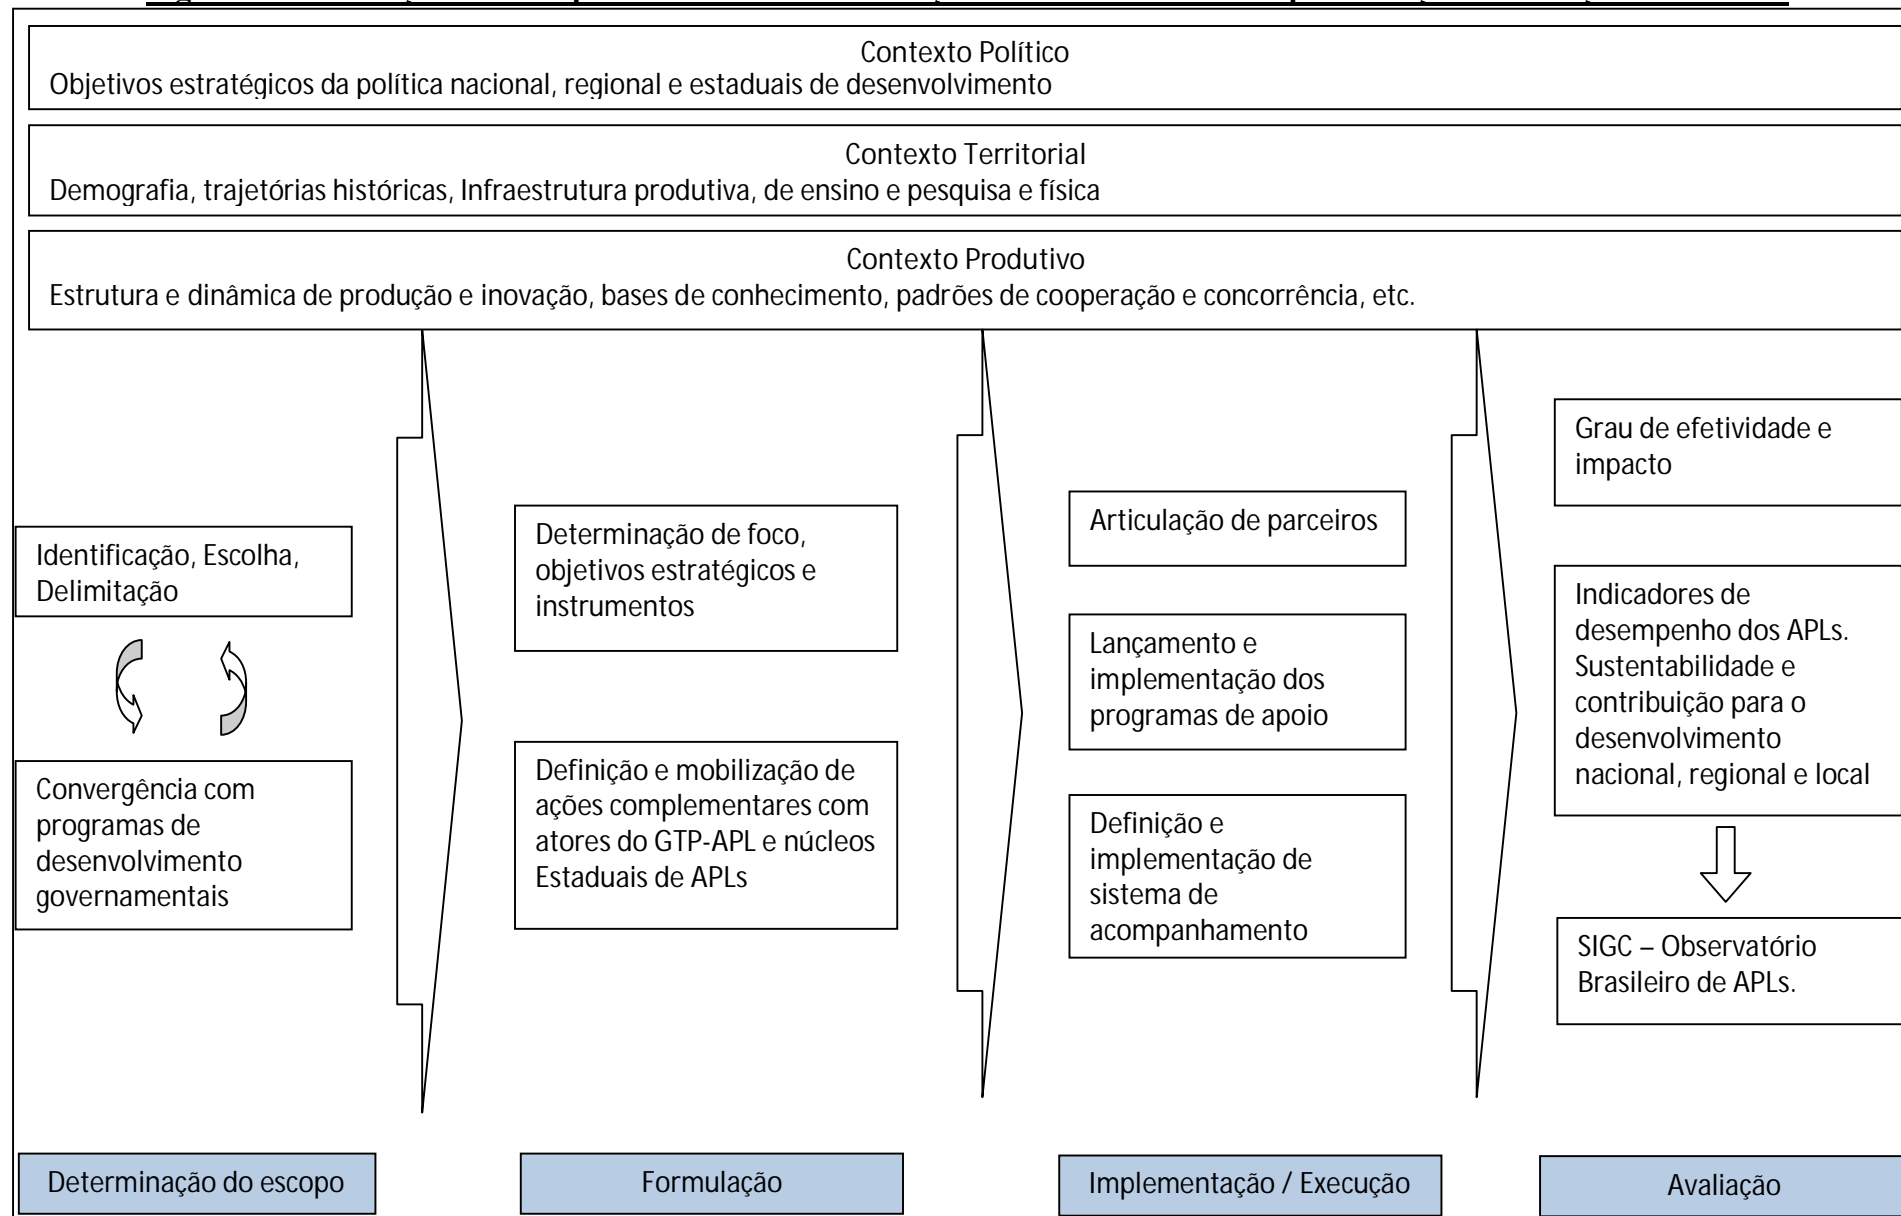 Contexto Político
Objetivos estratégicos da política nacional, regional e estaduais de desenvolvimento
Contexto Territorial
Demografia, trajetórias históricas, Infraestrutura produtiva, de ensino e pesquisa e física
Contexto Produtivo
Estrutura e dinâmica de produção e inovação, bases de conhecimento, padrões de cooperação e concorrência, etc.
Identificação, Escolha,
Delimitação
Convergência com
programas de
desenvolvimento
governamentais
Determinação de foco,
objetivos estratégicos e
instrumentos
Definição e mobilização de
ações complementares com
atores do GTP-APL e núcleos
Estaduais de APLs
Articulação de parceiros
Lançamento e
implementação dos
programas de apoio
Definição e
implementação de
sistema de
acompanhamento
Grau de efetividade e
impacto
Indicadores de
desempenho dos APLs.
Sustentabilidade e
contribuição para o
desenvolvimento
nacional, regional e local
SIGC – Observatório
Brasileiro de APLs.
Determinação do escopo
Formulação
Implementação / Execução
Avaliação